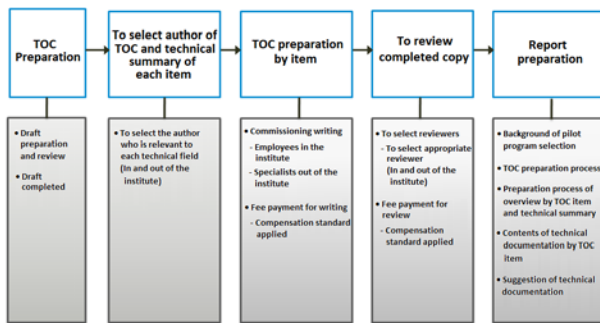 TOC
Preparation
To select author of
TOC and technical
summary of
each item
TOC preparation
by item
To review
completed copy
Report
preparation
• Draft
preparation
and review
• Draft
completed
• To select the author
who is relevant to
each technical field
(In and out of the
institute)
• Commissioning writing
- Employees in the
institute
- Specialists out of the
institute
• Fee payment for writing
- Compensation standard
applied
• To select reviewers
- To select appropriate
reviewer
(In and out of the
institute)
• Fee payment for
review
- Compensation
standard applied
• Background of pilot
program selection
• TOC preparation process
• Preparation process of
overview by TOC item
and technical summary
• Contents of technical
documentation by TOC
item
• Suggestion of technical
documentation